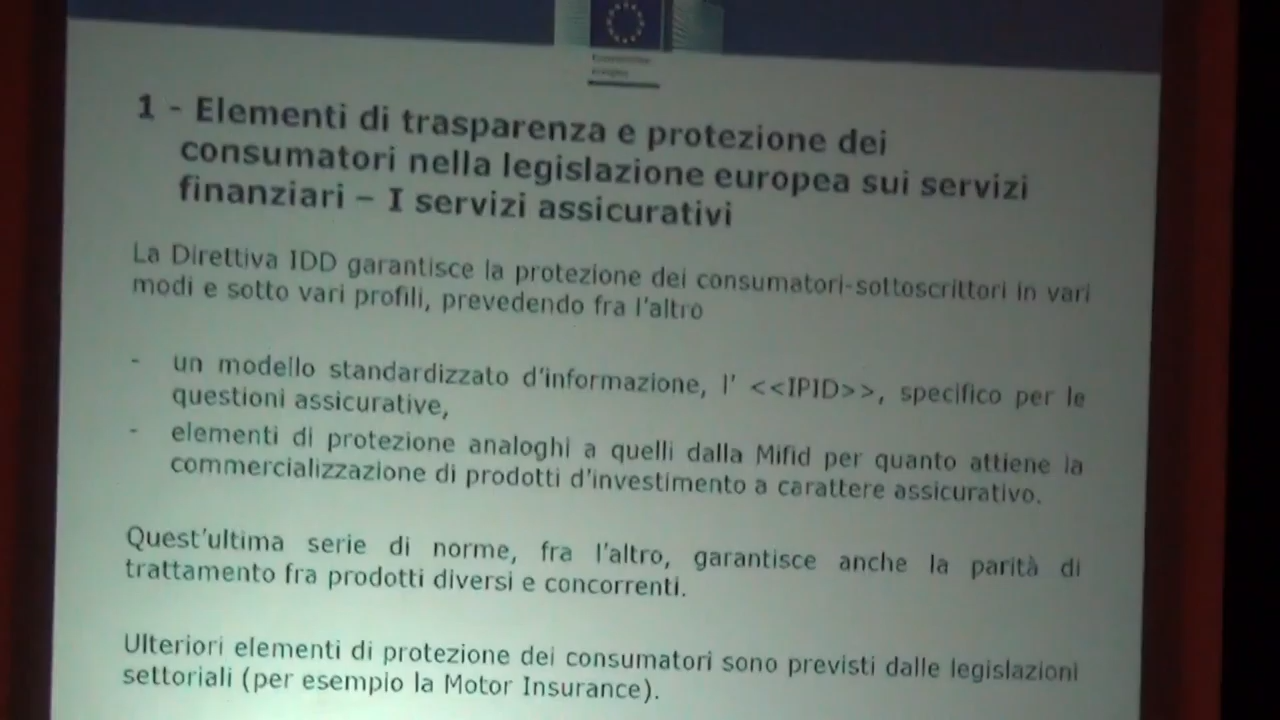 1 - Elementi di trasparenza e protezione dei
consumatori nella legislazione europea sui servizi
finanziari – I servizi assicurativi
La Direttiva IDD garantisce la protezione dei consumatori-sottoscrittori in vari
modi e sotto vari profili, prevedendo fra l'altro
- un modello standardizzato d'informazione, l' <<IPID>>, specifico per le
questioni assicurative,
- elementi di protezione analoghi a quelli dalla Mifid per quanto attiene la
commercializzazione di prodotti d'investimento a carattere assicurativo.
Quest'ultima serie di norme, fra l'altro, garantisce anche la parità di
trattamento fra prodotti diversi e concorrenti.
Ulteriori elementi di protezione dei consumatori sono previsti dalle legislazioni
settoriali (per esempio la Motor Insurance).